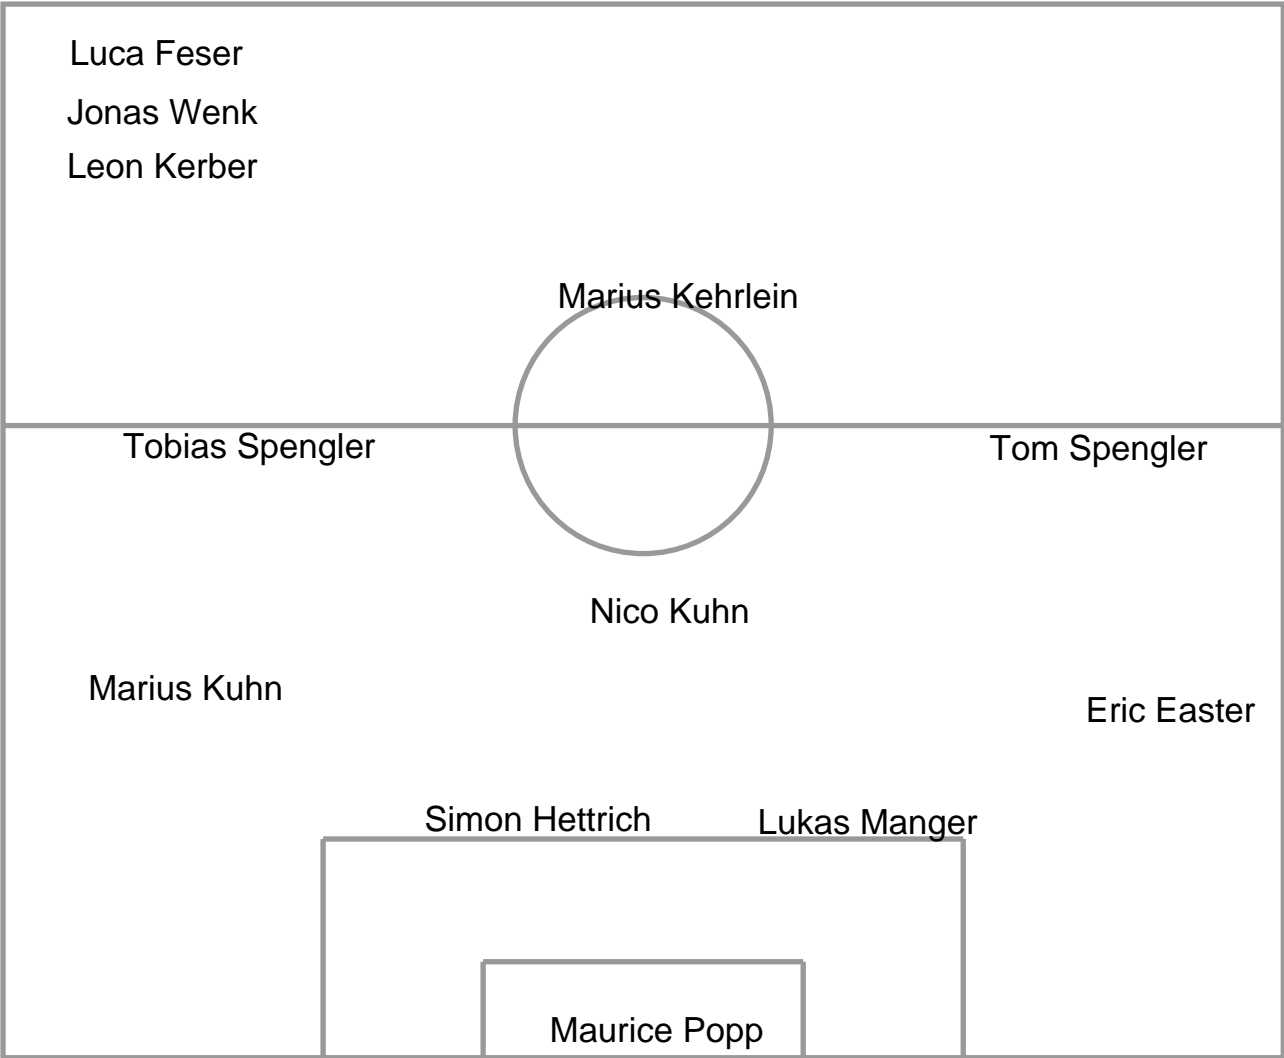 Luca Feser
Jonas Wenk
Leon Kerber
Marius Kehrlein
Tobias Spengler
Tom Spengler
Nico Kuhn
Marius Kuhn
Eric Easter
Simon Hettrich
Lukas Manger
Maurice Popp